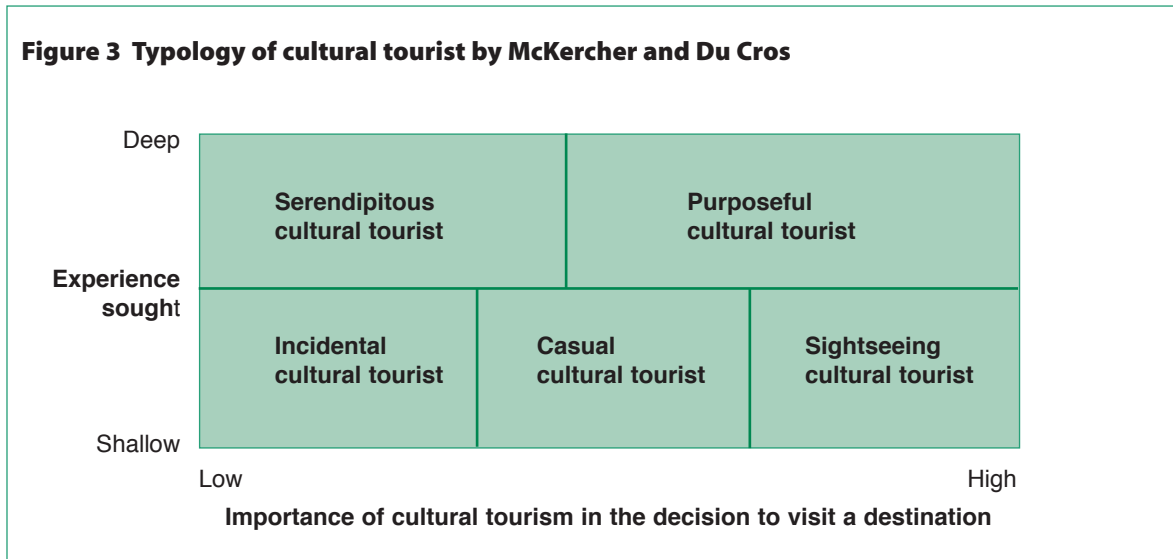 Figure 3 Typology of cultural tourist by McKercher and Du Cros
Deep
Serendipitous
cultural tourist
Purposeful
cultural tourist
Experience
sought
Incidental
cultural tourist
Casual
cultural tourist
Sightseeing
cultural tourist
Shallow
Low
High
Importance of cultural tourism in the decision to visit a destination